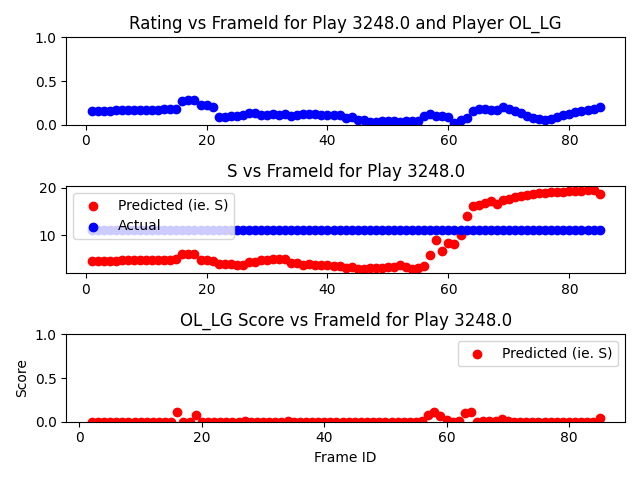 Rating vs FrameId for Play 3248.0 and Player OL_LG
1.0
0.5
0.0
0 20 40 60 80
S vs FrameId for Play 3248.0
20
10
Predicted (ie. S)
Actual
0 20 40 60 80
OL_LG Score vs FrameId for Play 3248.0
1.0
0.5
0.0
Score
Predicted (ie. S)
0 20 40 60 80
Frame ID